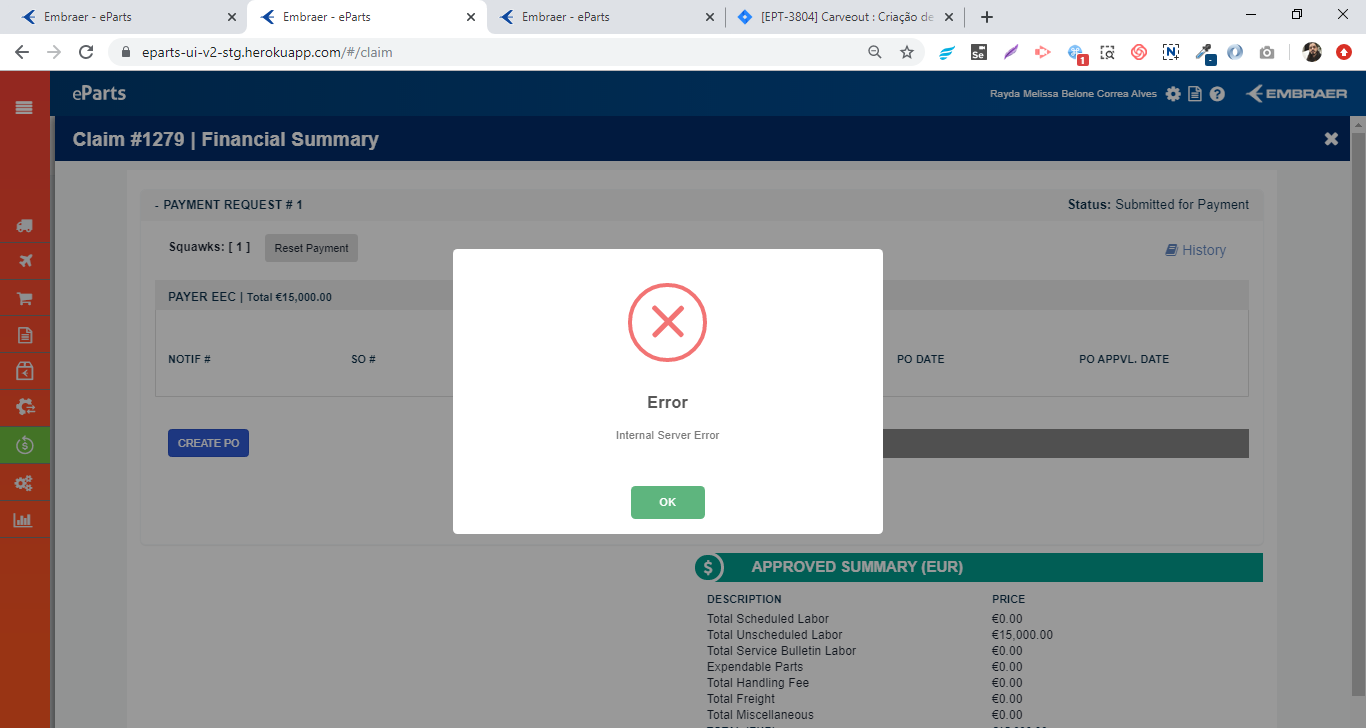 Embraer - eParts
Embraer - eParts
Embraer - eParts
[EPT-3804] Carveout : Criação de
eparts-ui-v2-stg.herokuapp.com/#/claim
Se
1
N
eParts
Rayda Melissa Belone Correa Alves
EMBRAER
Claim #1279 | Financial Summary
- PAYMENT REQUEST # 1
Status: Submitted for Payment
Squawks: [ 1 ]
Reset Payment
History
PAYER EEC | Total €15,000.00
NOTIF #
SO #
PO DATE
PO APPVL. DATE
CREATE PO
Error
Internal Server Error
OK
APPROVED SUMMARY (EUR)
DESCRIPTION PRICE
Total Scheduled Labor €0.00
Total Unscheduled Labor €15,000.00
Total Service Bulletin Labor €0.00
Expendable Parts €0.00
Total Handling Fee €0.00
Total Freight €0.00
Total Miscellaneous €0.00